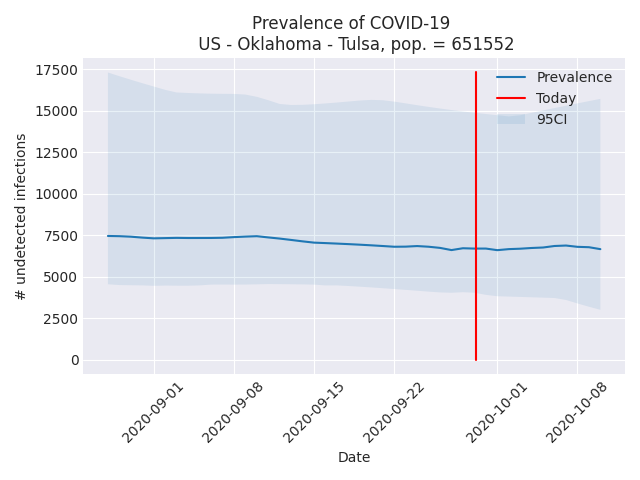 Prevalence of COVID-19
US - Oklahoma - Tulsa, pop. = 651552
17500
15000
12500
10000
7500
5000
2500
0
# undetected infections
Prevalence
Today
95CI
2020-09-01
2020-09-08
2020-09-15
2020-09-22
2020-10-01
2020-10-08
Date